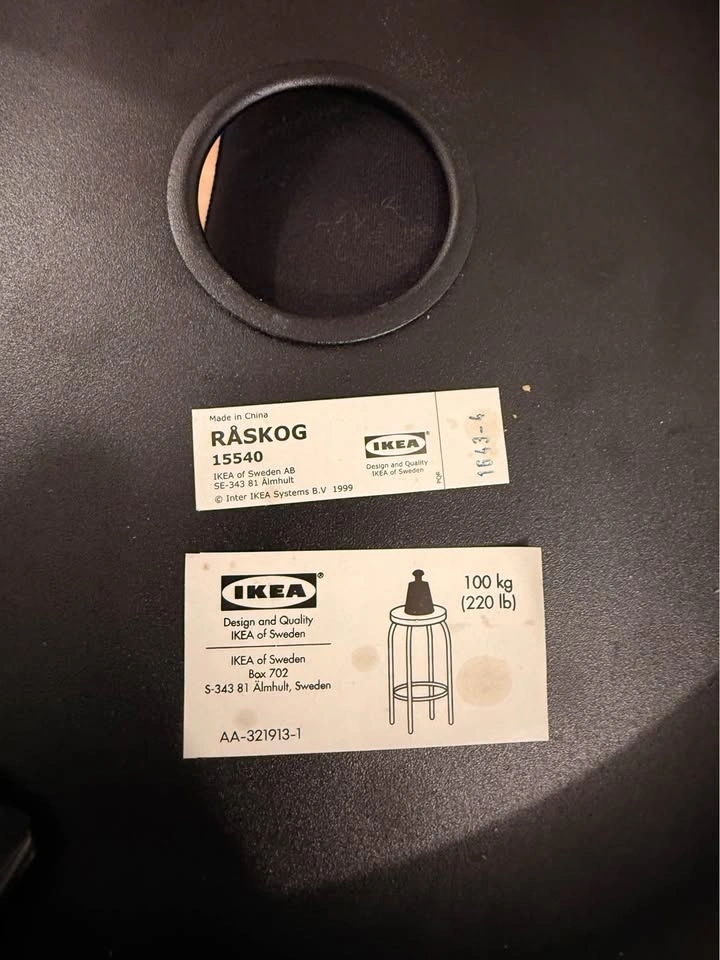 Made in China
RÅSKOG
15540
IKEA of Sweden AB
SE-343 81 Älmhult
© Inter IKEA Systems B.V 1999
IKEA®
Design and Quality
IKEA of Sweden
PQE
1643-4
IKEA®
Design and Quality
IKEA of Sweden
IKEA of Sweden
Box 702
S-343 81 Älmhult, Sweden
AA-321913-1
100 kg
(220 lb)